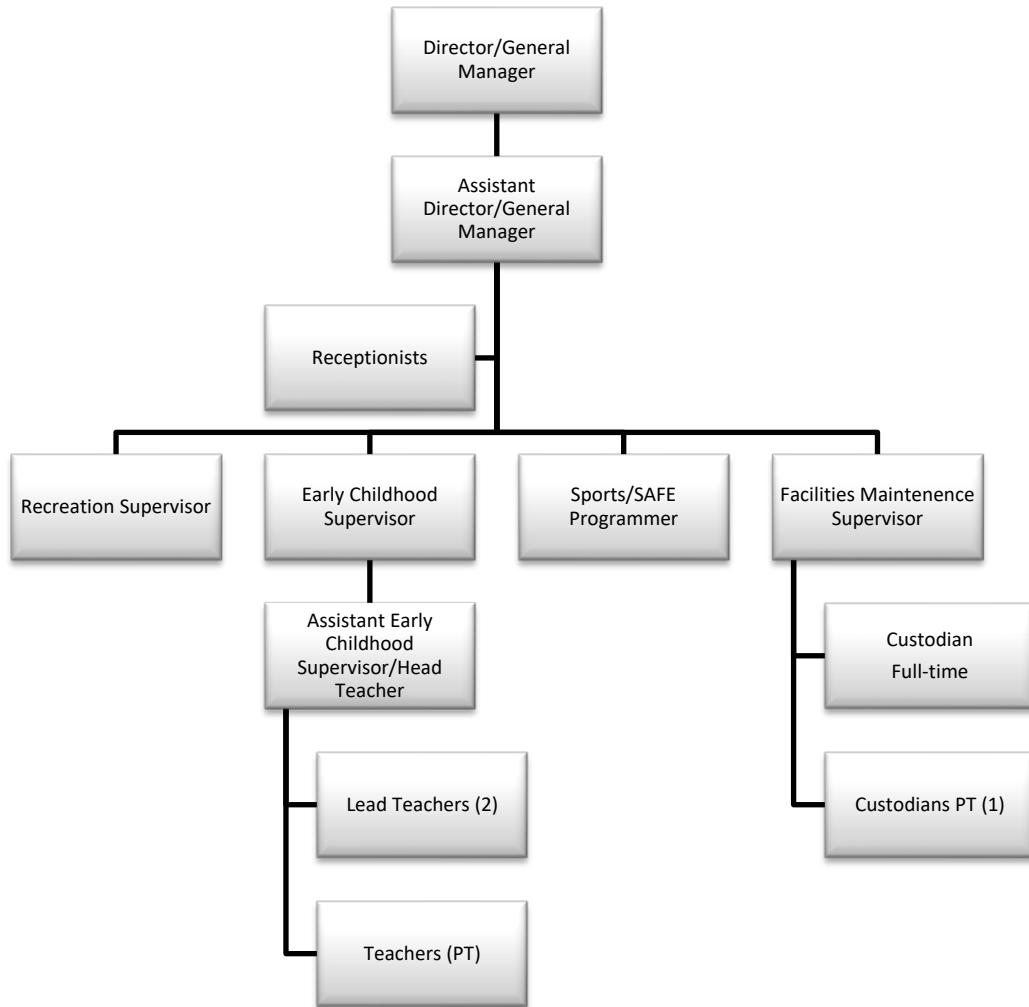 Director/General
Manager
Assistant
Director/General
Manager
Receptionists
Recreation Supervisor
Early Childhood
Supervisor
Sports/SAFE
Programmer
Facilities Maintenence
Supervisor
Assistant Early
Childhood
Supervisor/Head
Teacher
Custodian
Full-time
Lead Teachers (2)
Custodians PT (1)
Teachers (PT)